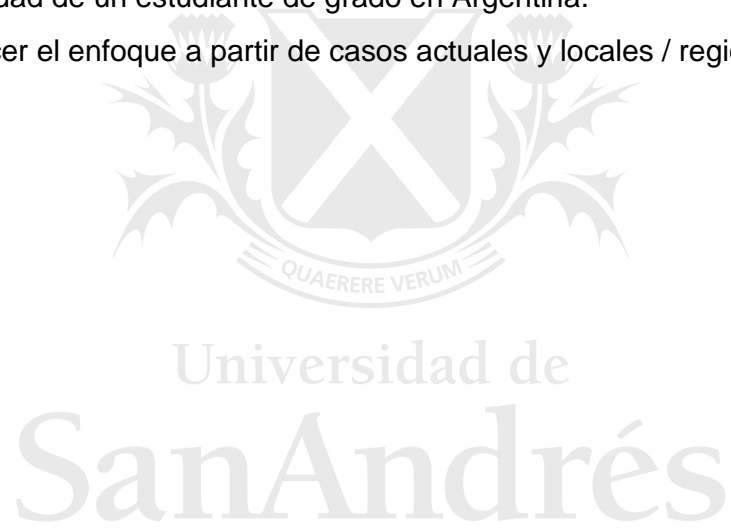 dad de un estudiante de grado en Argentina.
cer el enfoque a partir de casos actuales y locales / regi
QUAERERE VERUM
Universidad de
SanAndrés